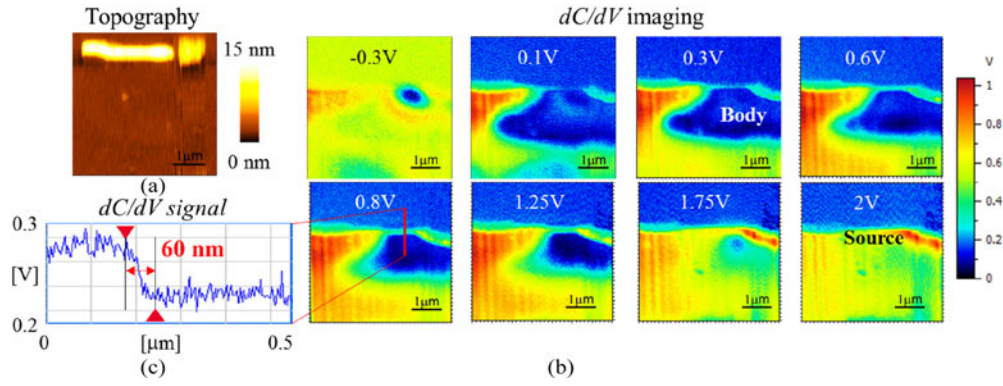 Topography
15 nm
0 nm
1μm
(a)
dC/dV imaging
-0.3V
1μm
0.1V
1μm
0.3V
Body
1μm
0.6V
1μm
V
1
0.8
0.6
0.4
0.2
0
dC/dV signal
0.3
[V]
0.2
60 nm
0
[μm]
0.5
(c)
0.8V
1μm
1.25V
1μm
1.75V
1μm
2V
Source
1μm
(b)